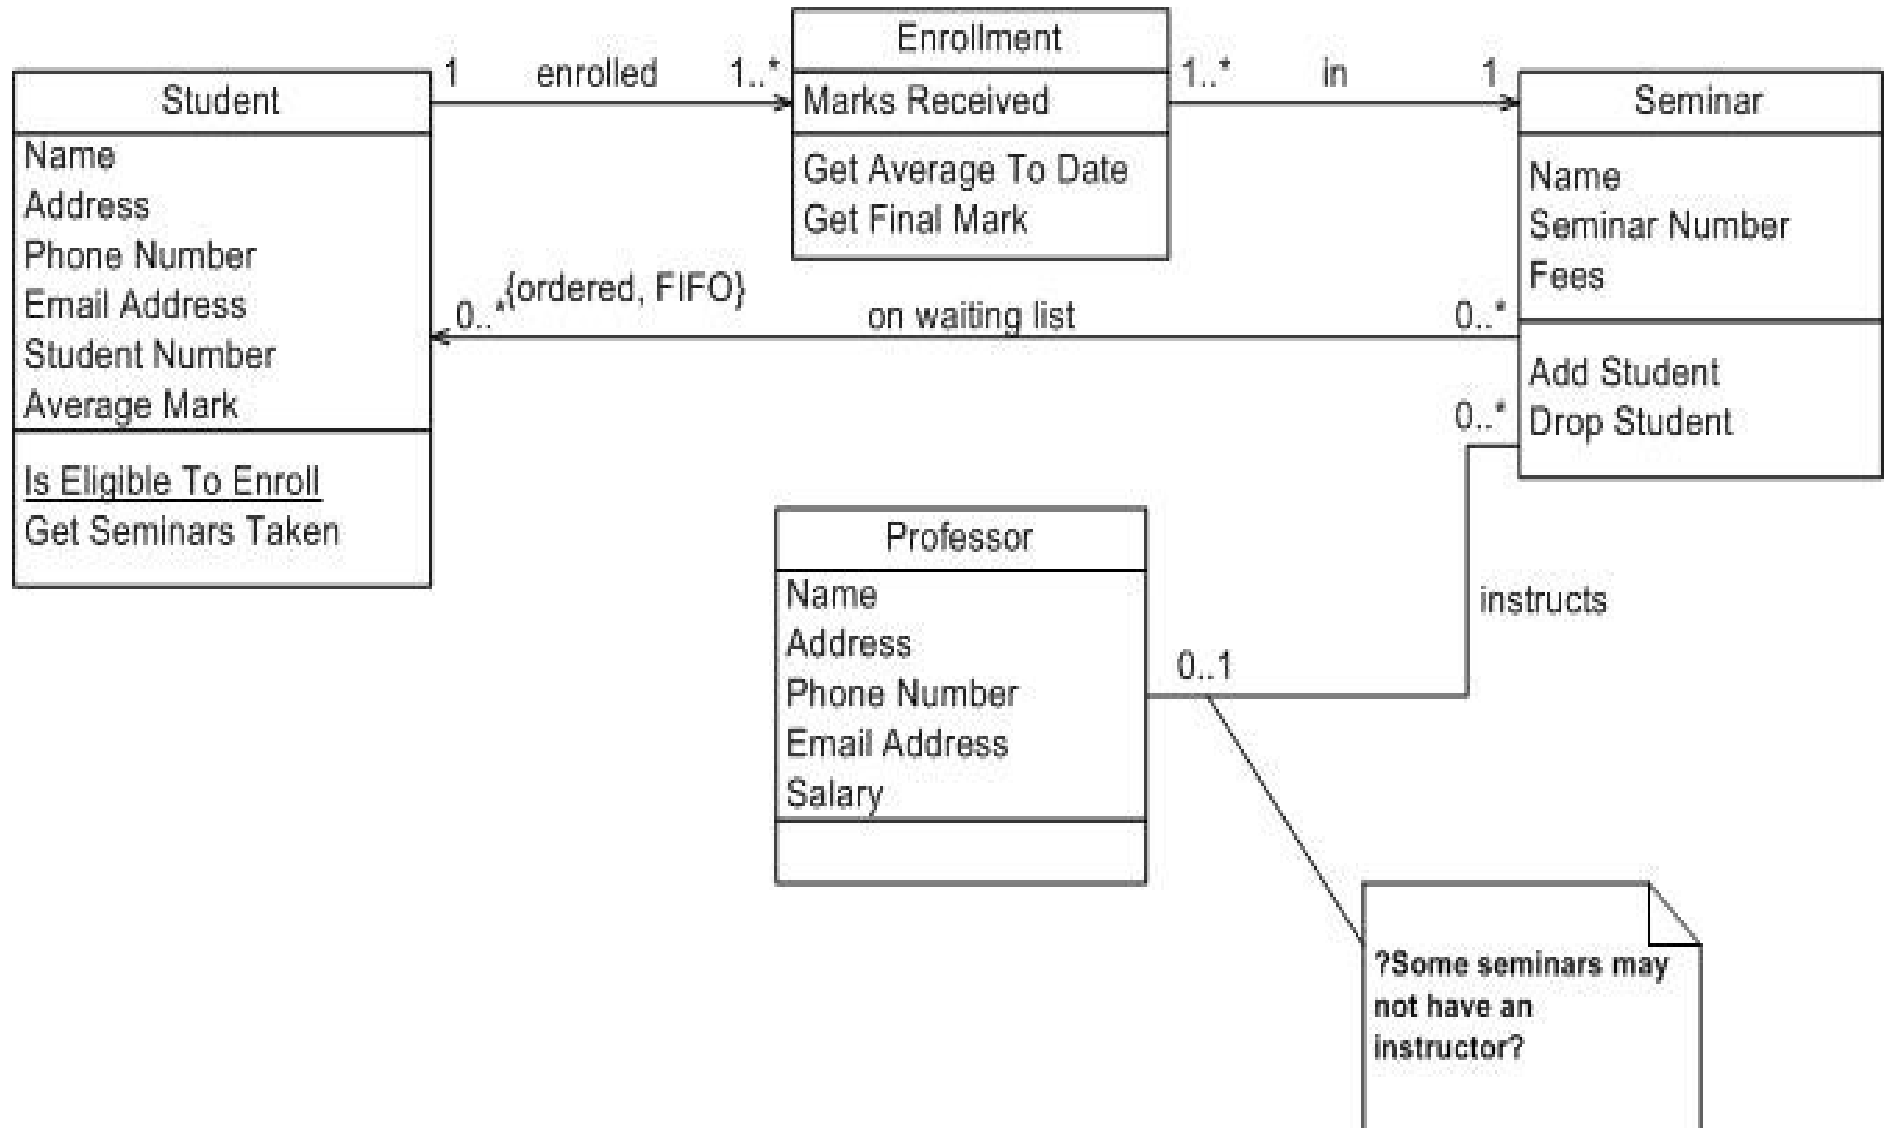 Student
Name
Address
Phone Number
Email Address
Student Number
Average Mark
Is Eligible To Enroll
Get Seminars Taken
1 enrolled 1..*
Enrollment
Marks Received
Get Average To Date
Get Final Mark
1..* in 1
Seminar
Name
Seminar Number
Fees
Add Student
Drop Student
{ordered, FIFO}
0..* on waiting list 0..*
0..*
instructs
0..1
Professor
Name
Address
Phone Number
Email Address
Salary
?Some seminars may
not have an
instructor?